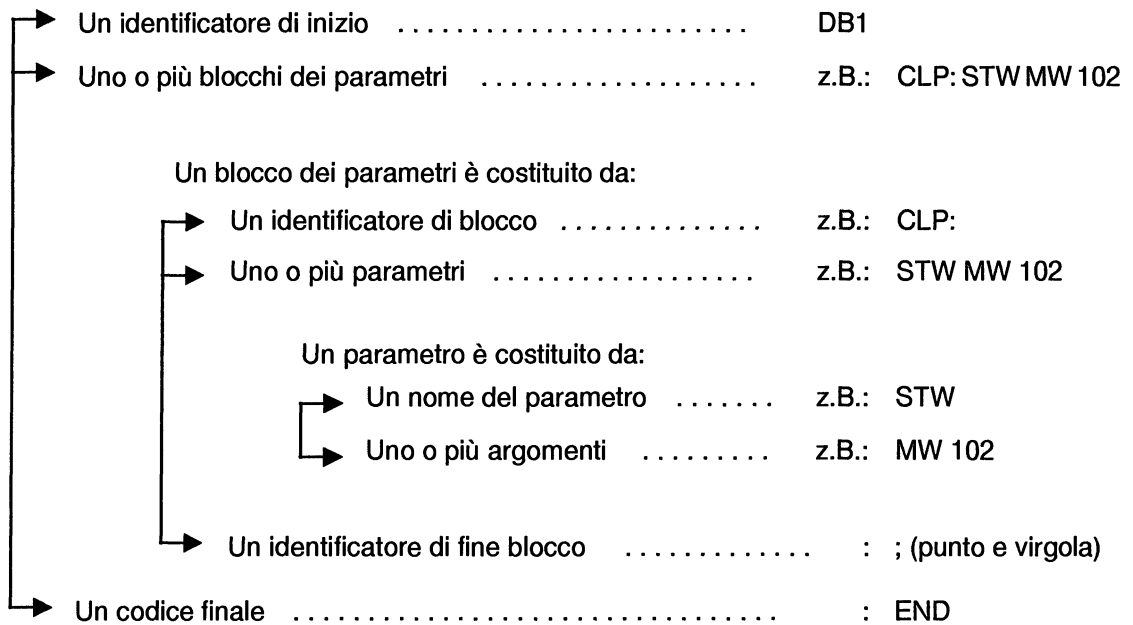 Un identificatore di inizio ........................ DB1
Uno o più blocchi dei parametri ................... z.B.: CLP: STW MW 102
Un blocco dei parametri è costituito da:
Un identificatore di blocco .............. z.B.: CLP:
Uno o più parametri .................. z.B.: STW MW 102
Un parametro è costituito da:
Un nome del parametro ....... z.B.: STW
Uno o più argomenti ......... z.B.: MW 102
Un identificatore di fine blocco ............. : ; (punto e virgola)
Un codice finale ................................. : END